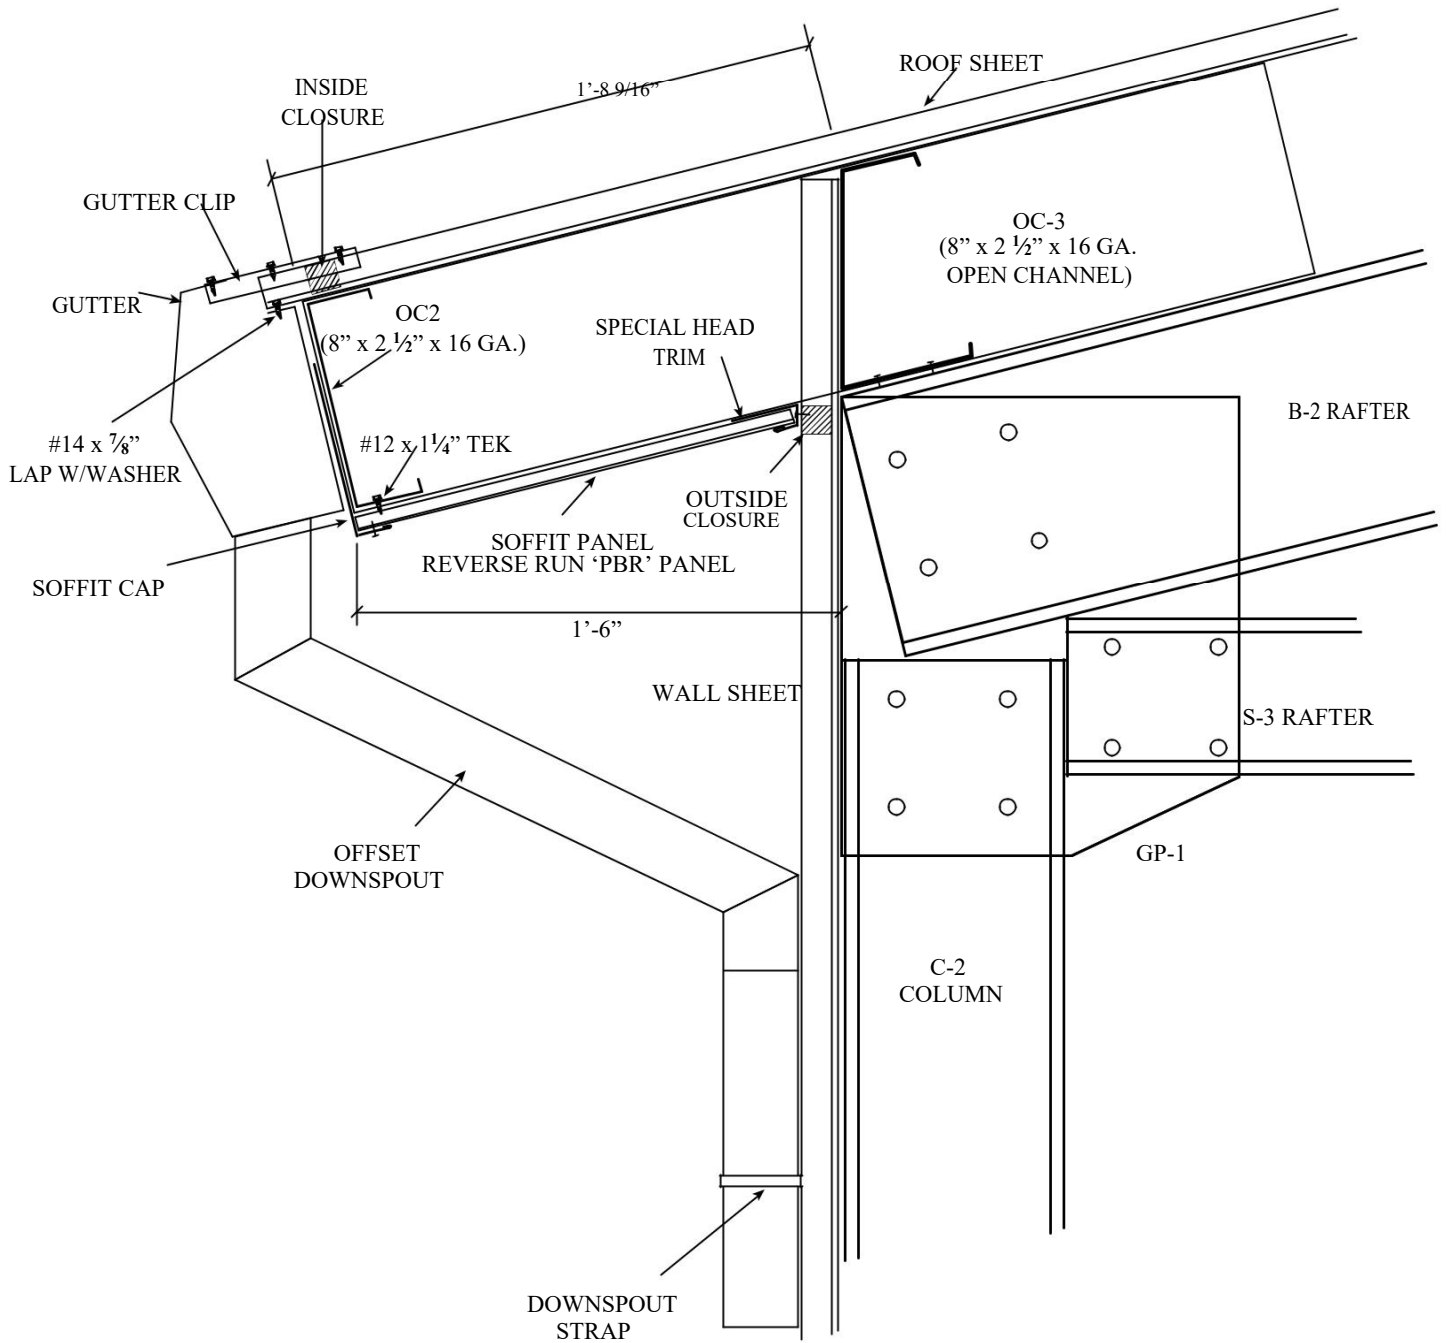 ROOF SHEET
1’-8 9/16”
INSIDE
CLOSURE
GUTTER CLIP
GUTTER
OC-3
(8” x 2 ½” x 16 GA.
OPEN CHANNEL)
OC2
(8” x 2 ½” x 16 GA.)
SPECIAL HEAD
TRIM
B-2 RAFTER
#14 x ⅞”
LAP W/WASHER
#12 x 1¼” TEK
OUTSIDE
CLOSURE
SOFFIT PANEL
REVERSE RUN ‘PBR’ PANEL
SOFFIT CAP
1’-6”
WALL SHEET
S-3 RAFTER
OFFSET
DOWNSPOUT
GP-1
C-2
COLUMN
DOWNSPOUT
STRAP